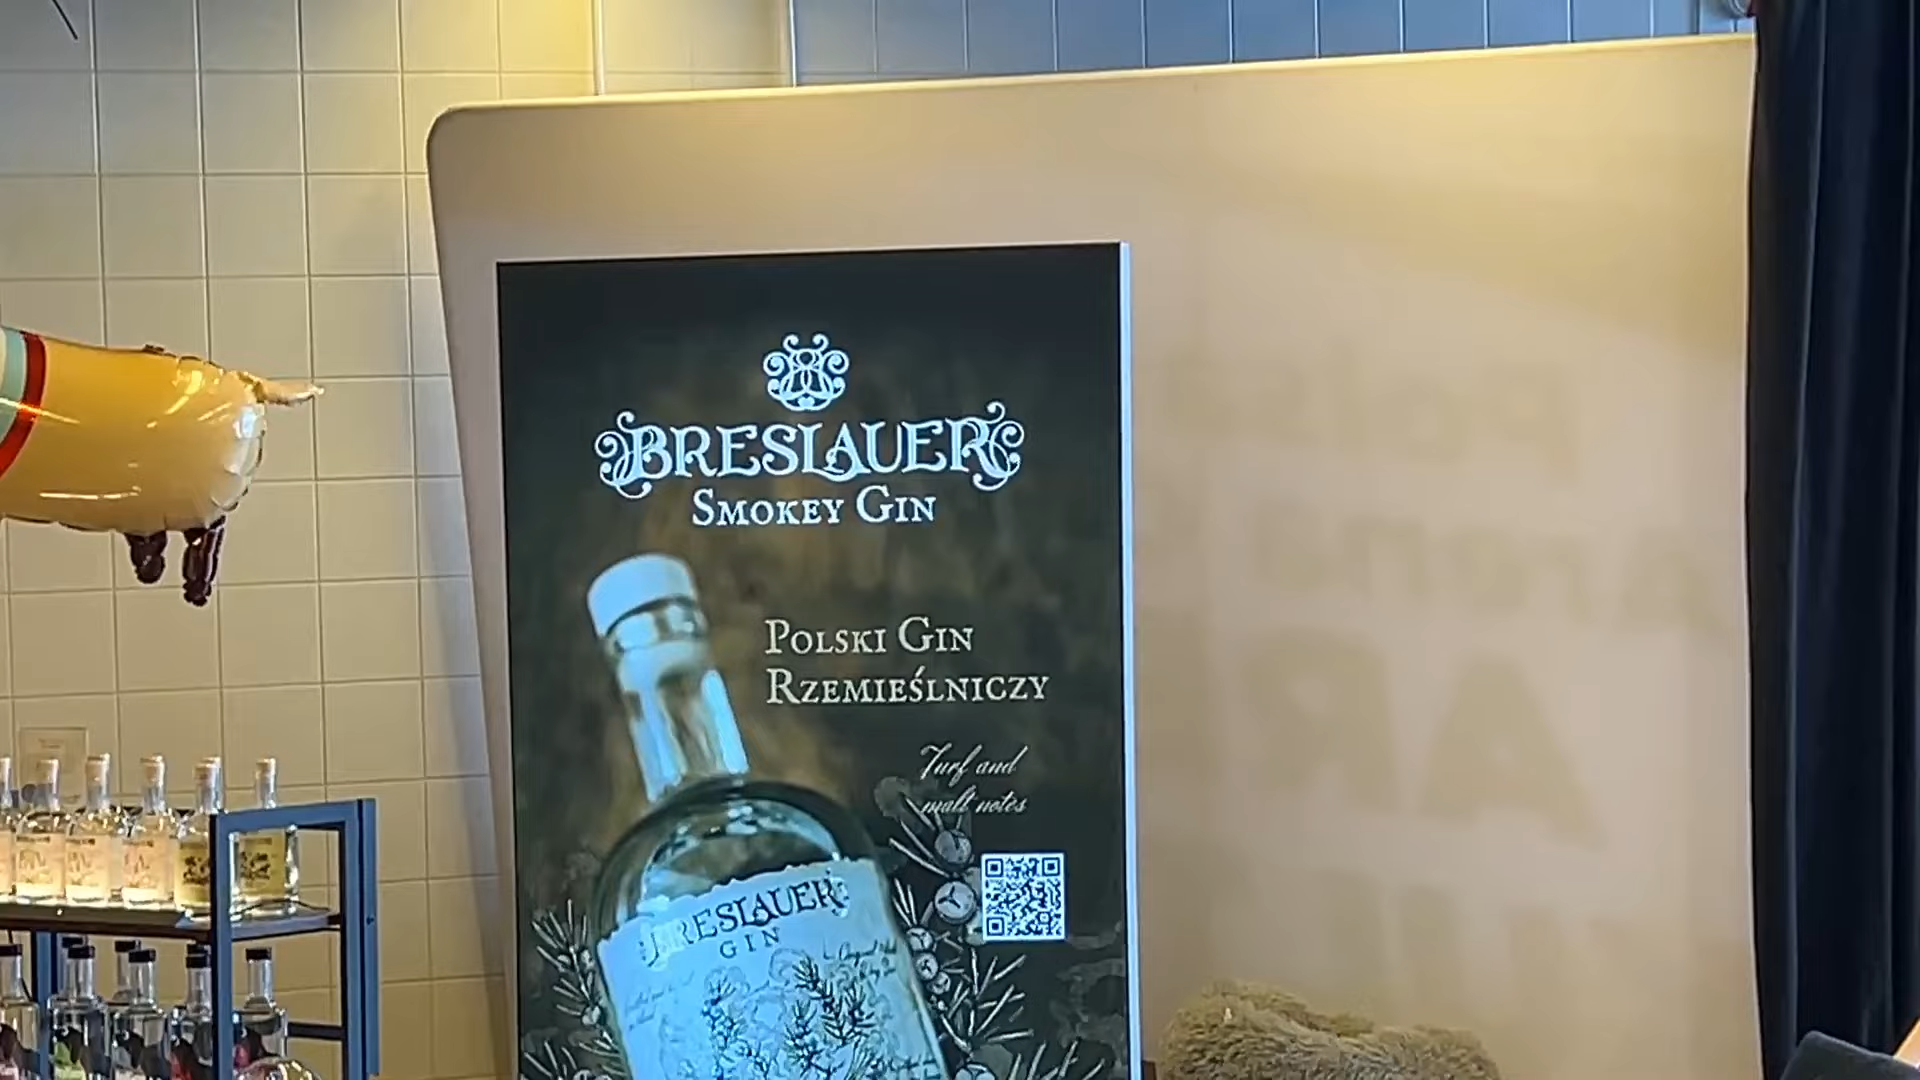 BRESLAUER
SMOKEY GIN
POLSKI GIN
RZEMIEŚLNICZY
Turf and
malt notes
BRESLAUER
GIN